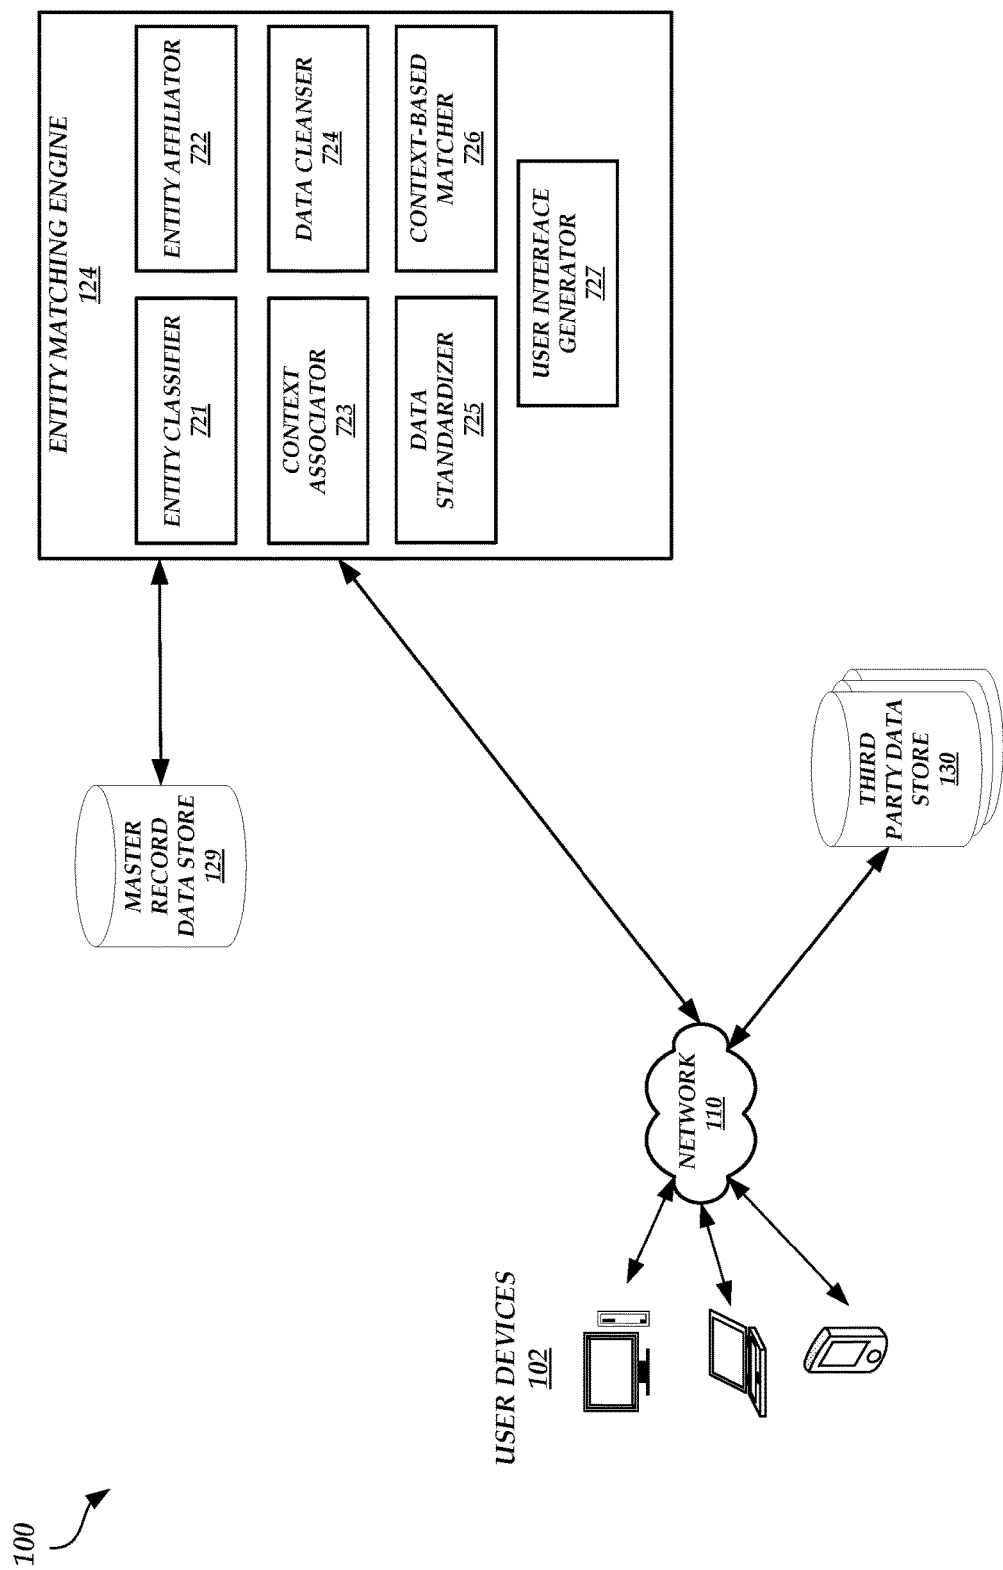 100
USER DEVICES
102
NETWORK
110
MASTER
RECORD
DATA STORE
129
THIRD
PARTY DATA
STORE
130
ENTITY MATCHING ENGINE
124
ENTITY CLASSIFIER
721
ENTITY AFFILIATOR
722
CONTEXT
ASSOCIATOR
723
DATA CLEANSER
724
DATA
STANDARDIZER
725
CONTEXT-BASED
MATCHER
726
USER INTERFACE
GENERATOR
727